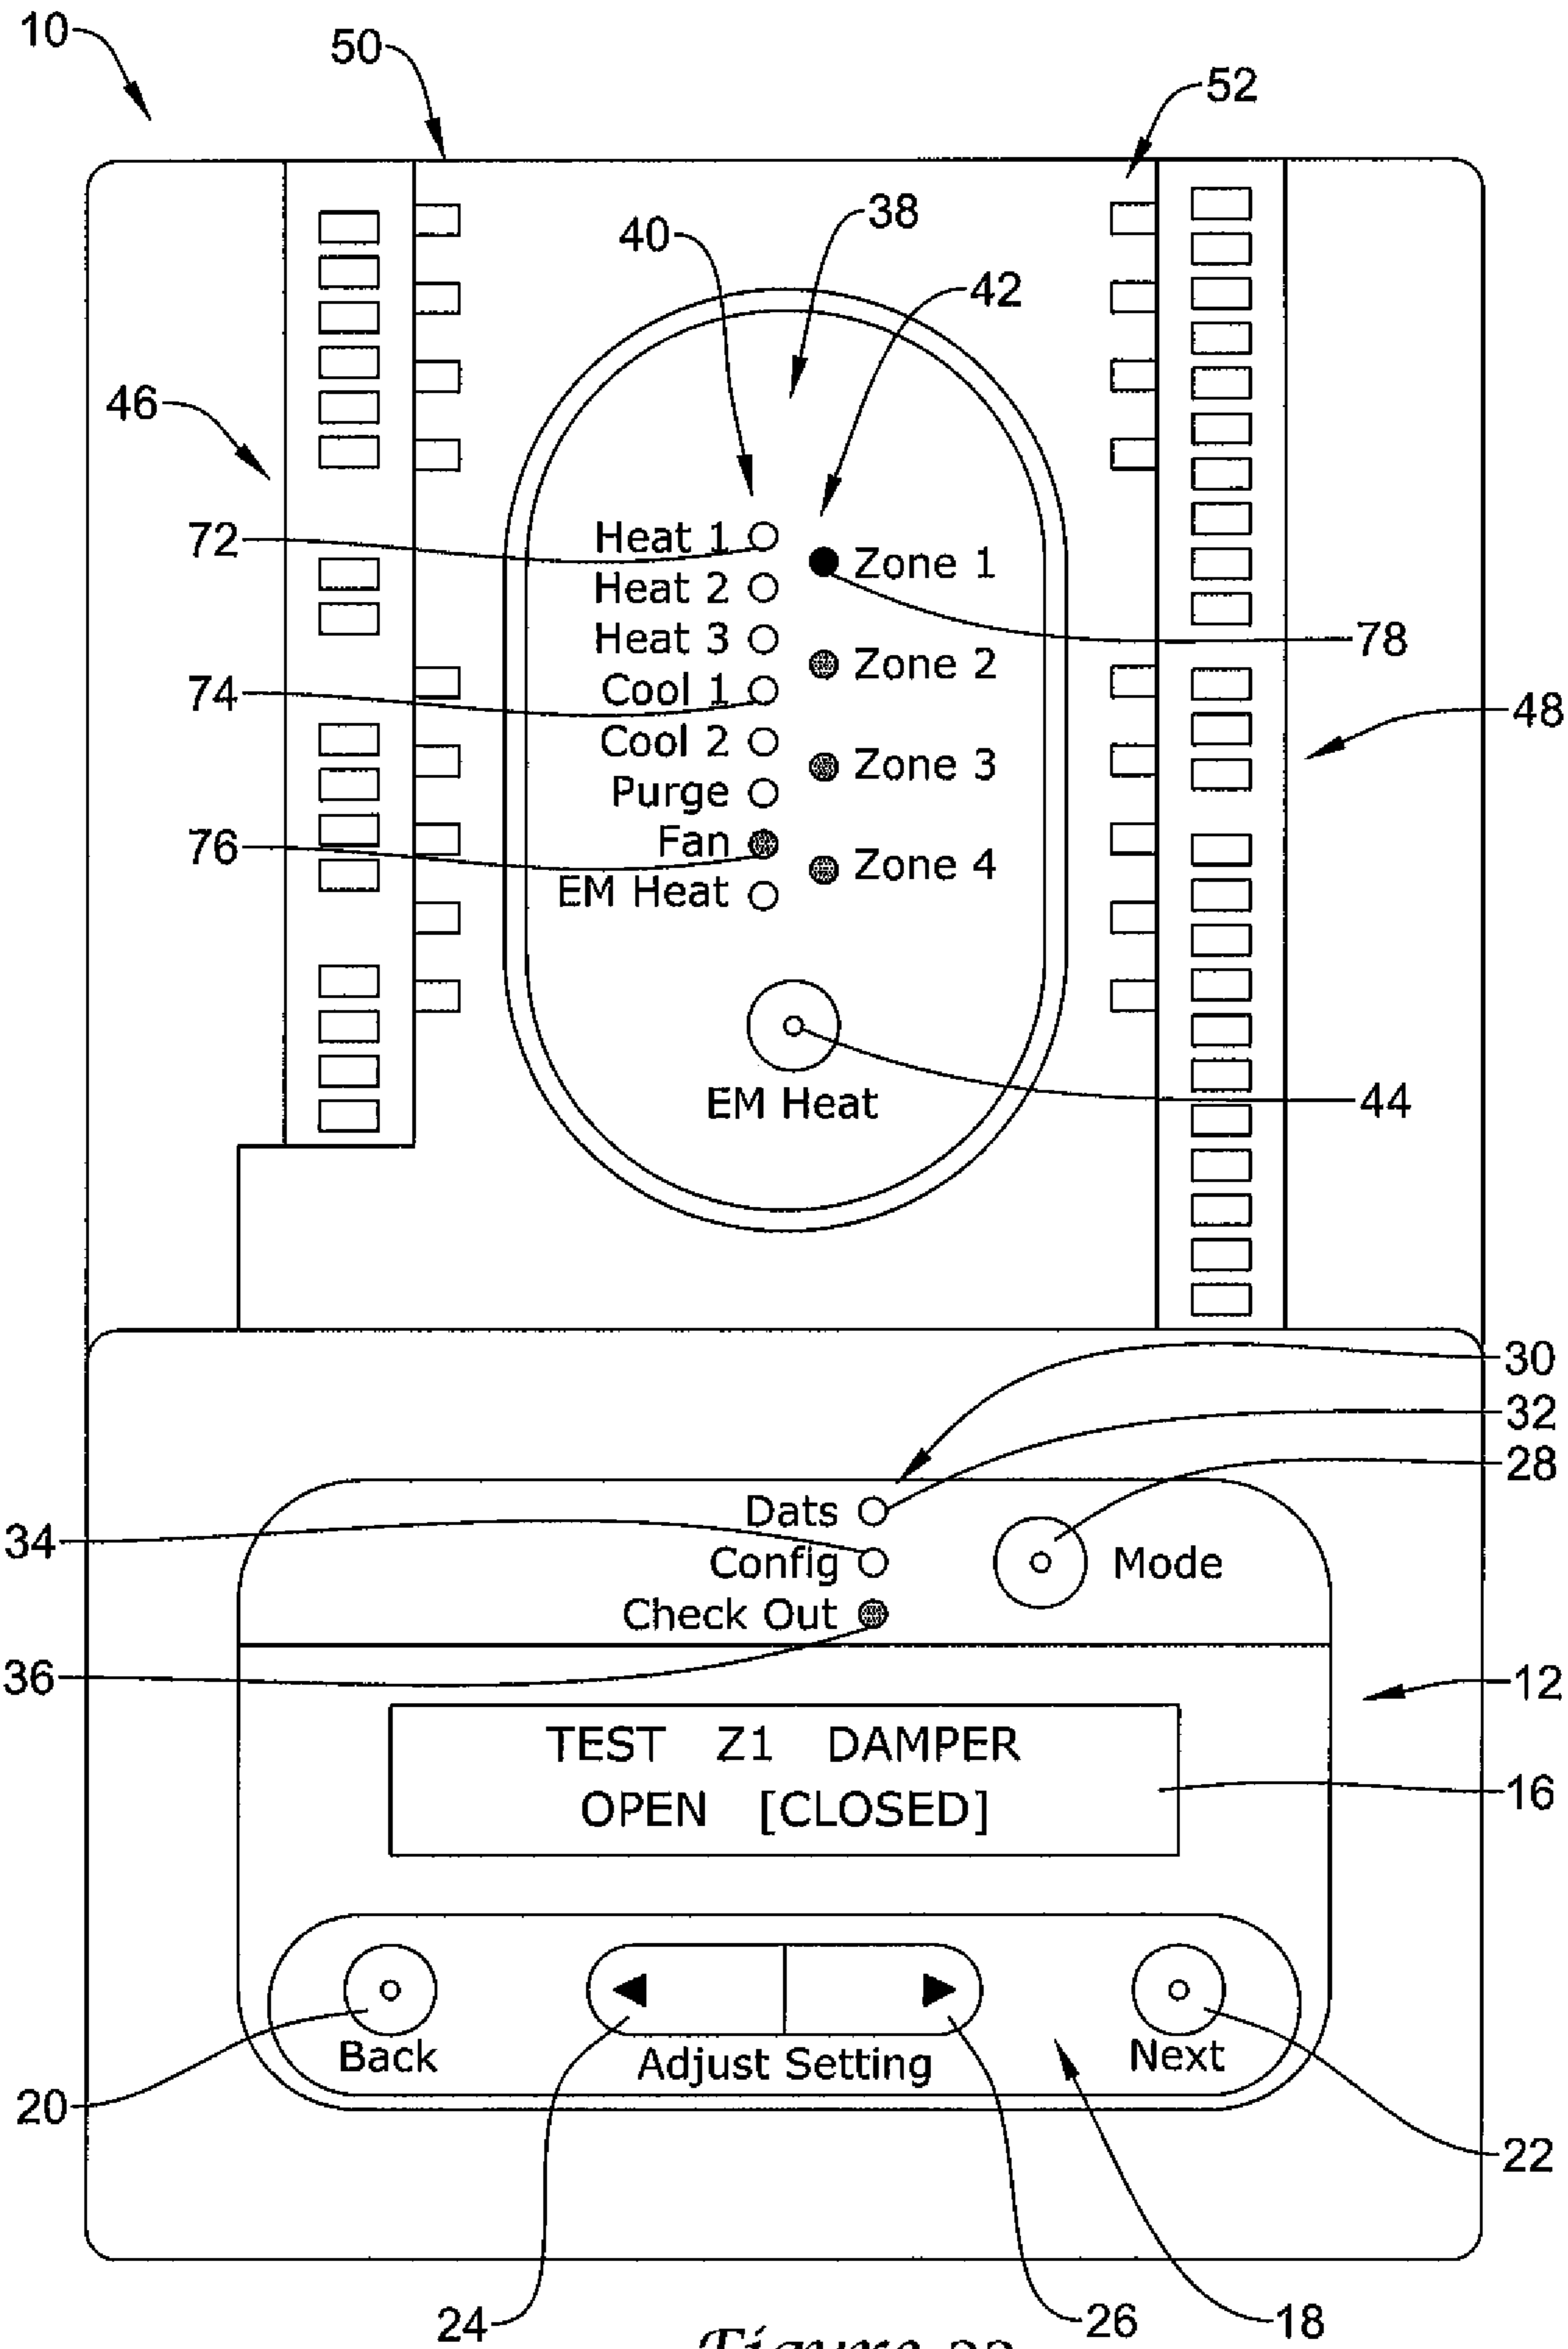 10
50
52
38
40
42
46
72
Heat 1
Zone 1
Heat 2
78
Heat 3
Zone 2
74
Cool 1
48
Cool 2
Zone 3
Purge
76
Fan
Zone 4
EM Heat
44
EM Heat
30
32
28
Dats
34
Config
Mode
Check Out
36
12
TEST Z1 DAMPER
OPEN [CLOSED]
16
Back
Adjust Setting
Next
20
22
24
26
18
Figure